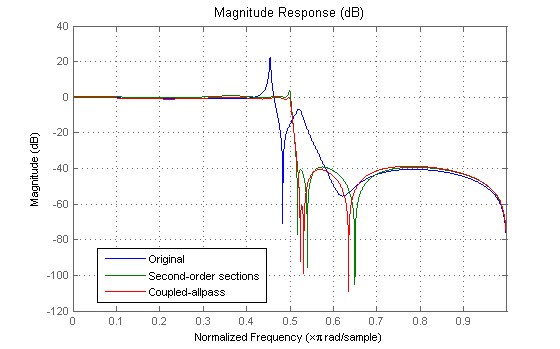 Magnitude Response (dB)
40
20
0
-20
-40
-60
-80
-100
-120
Magnitude (dB)
Original
Second-order sections
Coupled-allpass
0 0.1 0.2 0.3 0.4 0.5 0.6 0.7 0.8 0.9
Normalized Frequency (×π rad/sample)